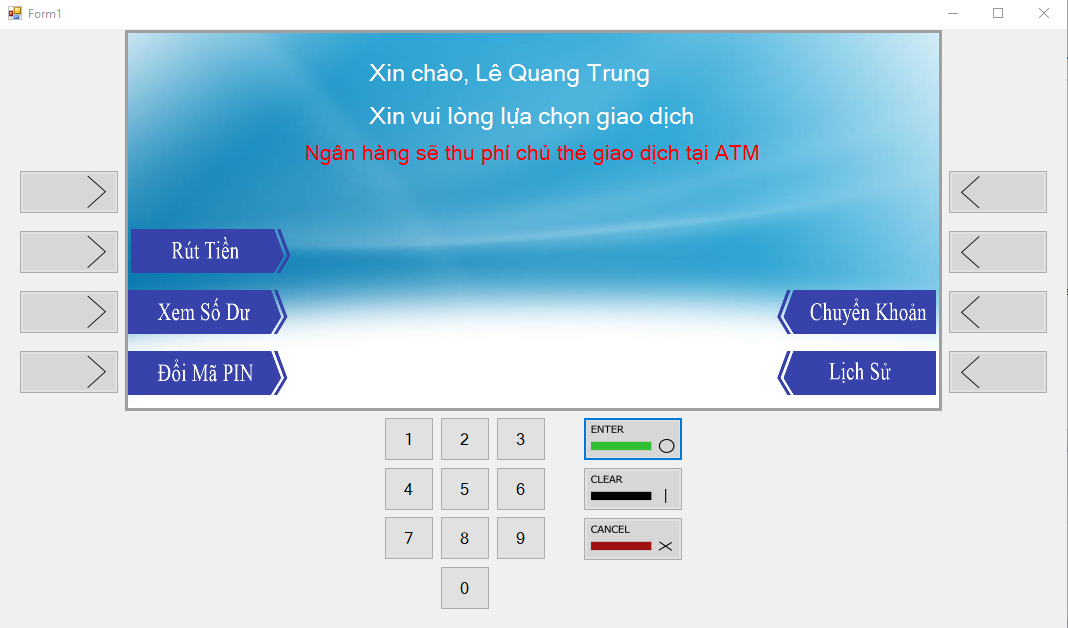 Form1
Xin chào, Lê Quang Trung
Xin vui lòng lựa chọn giao dịch
Ngân hàng sẽ thu phí chủ thẻ giao dịch tại ATM
Rút Tiền
Xem Số Dư
Chuyển Khoản
Đổi Mã PIN
Lịch Sử
1 2 3 ENTER
4 5 6 CLEAR
7 8 9 CANCEL
0